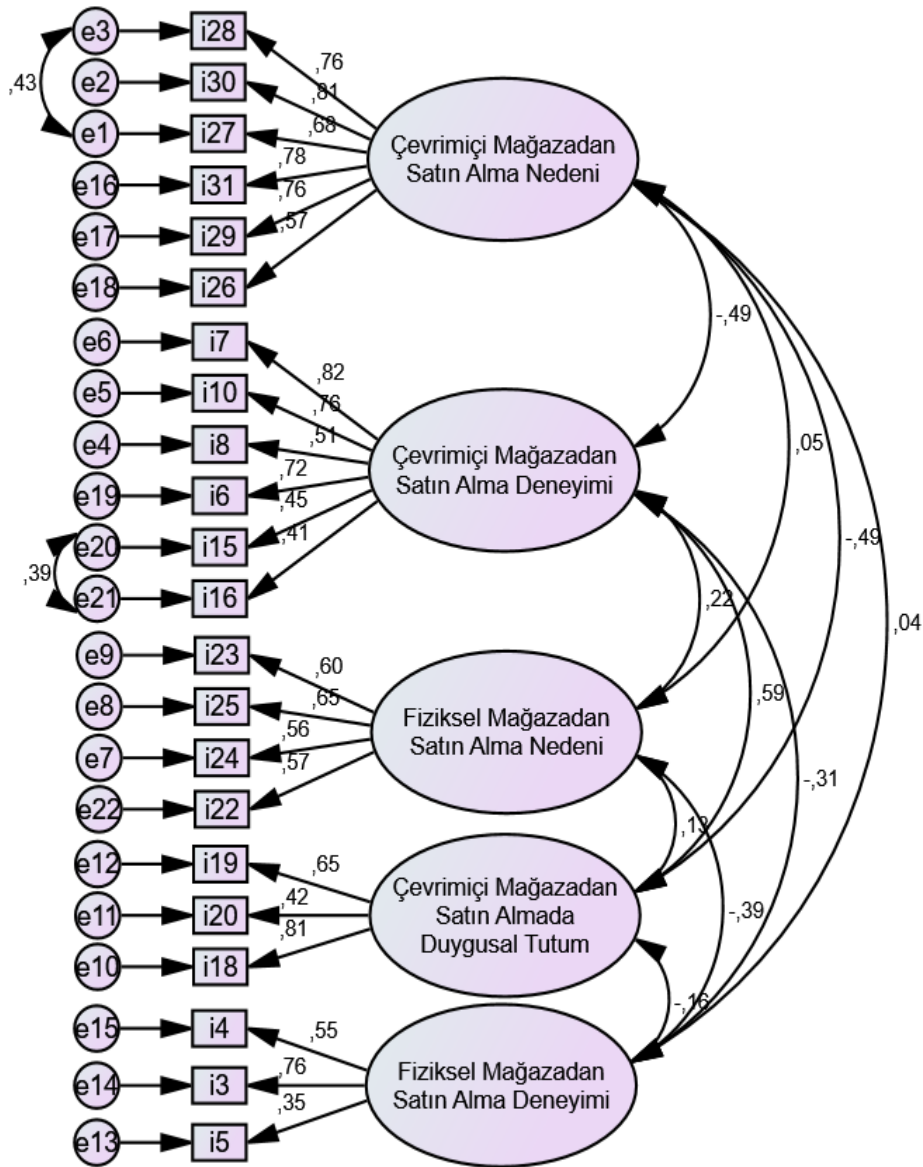 e3
i28
,76
,43
e2
i30
,81
e1
i27
,68
e16
i31
,78
e17
i29
,76
e18
i26
,57
Çevrimiçi Mağazadan
Satın Alma Nedeni
-,49
e6
i7
,82
e5
i10
,76
e4
i8
,51
e19
i6
,72
e20
i15
,45
,39
e21
i16
,41
Çevrimiçi Mağazadan
Satın Alma Deneyimi
,05
-,49
,04
,22
,59
-,31
e9
i23
,60
e8
i25
,65
e7
i24
,56
e22
i22
,57
Fiziksel Mağazadan
Satın Alma Nedeni
,13
-,39
e12
i19
,65
e11
i20
,42
e10
i18
,81
Çevrimiçi Mağazadan
Satın Almada
Duygusal Tutum
-,16
e15
i4
,55
e14
i3
,76
e13
i5
,35
Fiziksel Mağazadan
Satın Alma Deneyimi